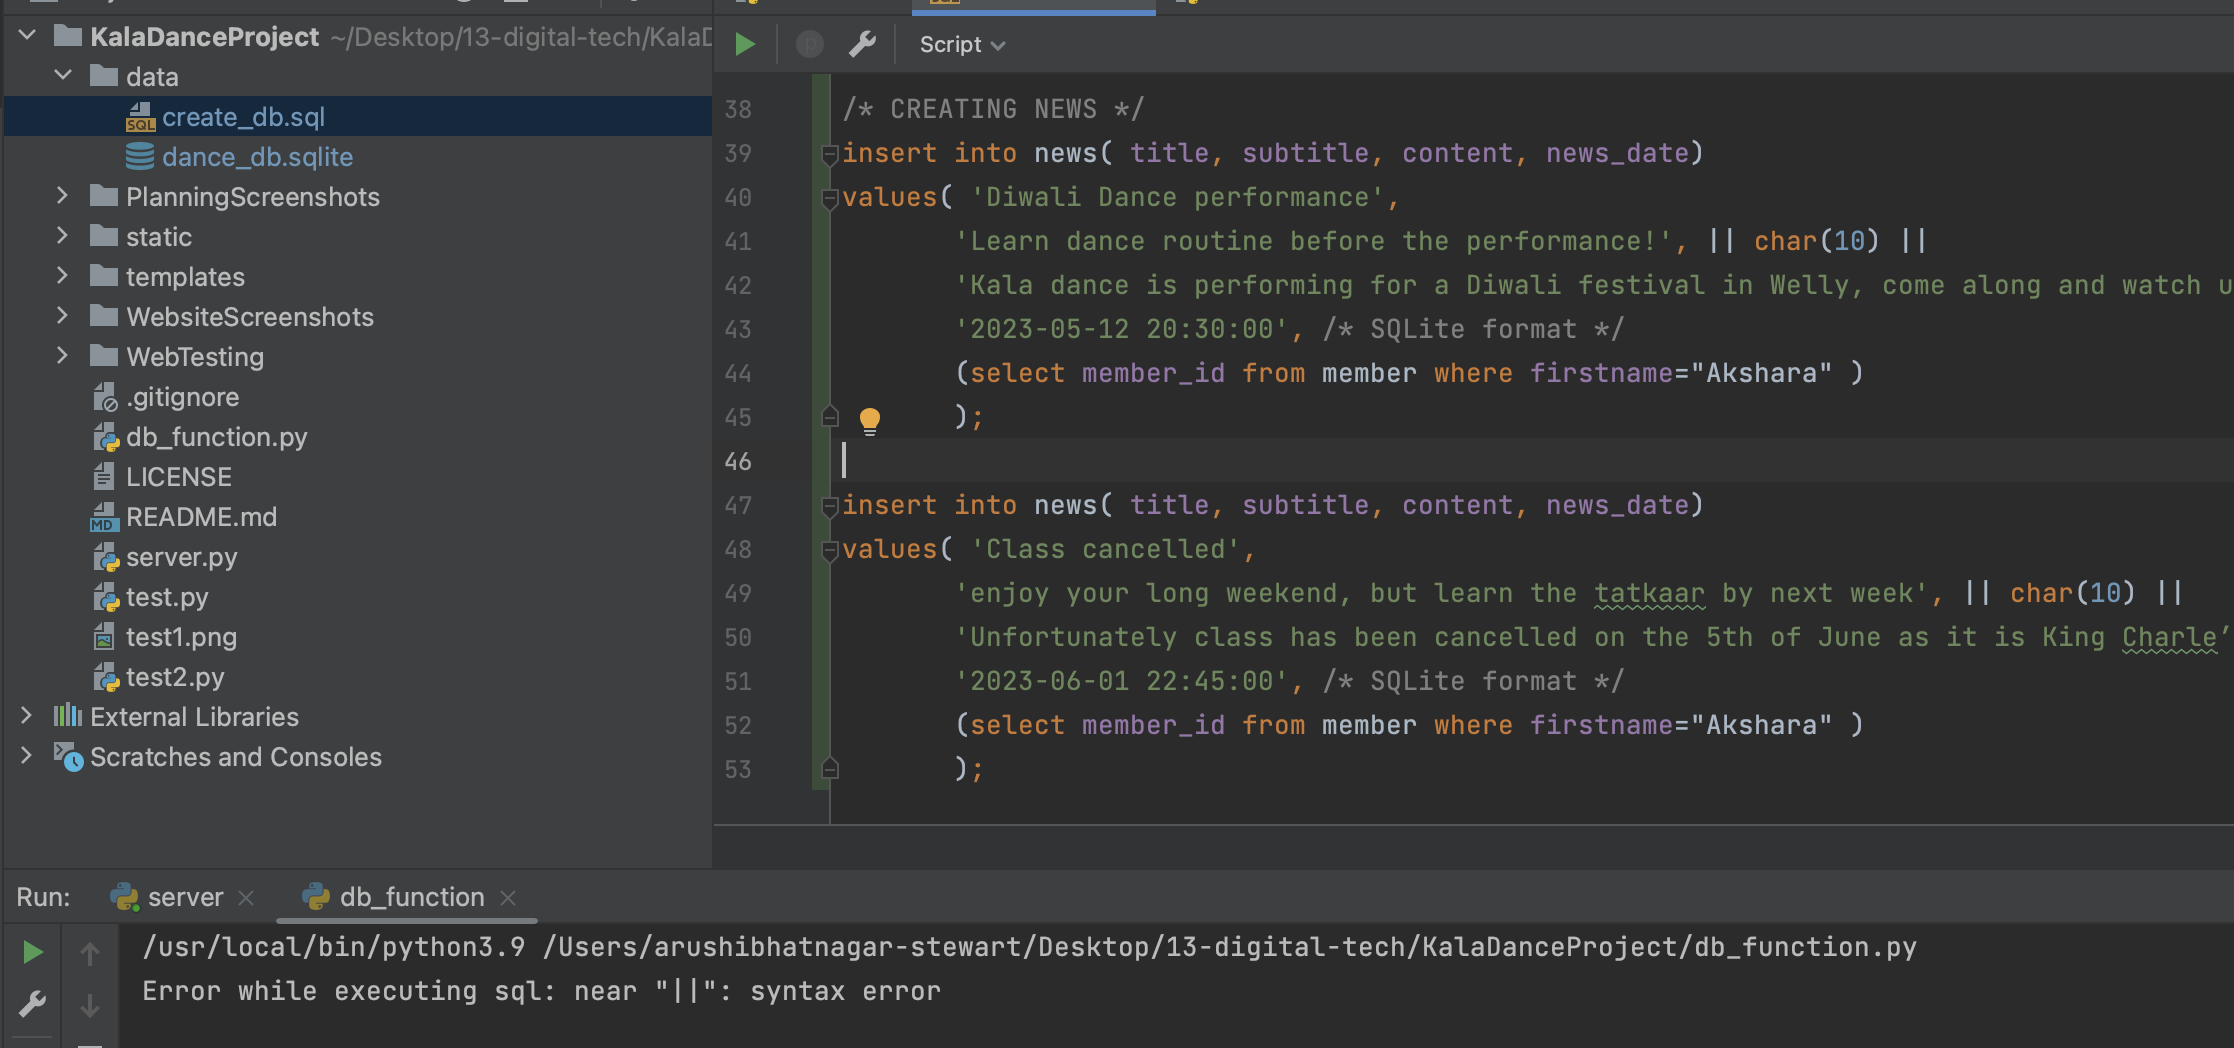 KalaDanceProject ~/Desktop/13-digital-tech/KalaD
data
create_db.sql
dance_db.sqlite
PlanningScreenshots
static
templates
WebsiteScreenshots
WebTesting
.gitignore
db_function.py
LICENSE
README.md
server.py
test.py
test1.png
test2.py
External Libraries
Scratches and Consoles
Script
38 /* CREATING NEWS */
39 insert into news( title, subtitle, content, news_date)
40 values( 'Diwali Dance performance',
41 'Learn dance routine before the performance!', || char(10) ||
42 'Kala dance is performing for a Diwali festival in Welly, come along and watch u
43 '2023-05-12 20:30:00', /* SQLite format */
44 (select member_id from member where firstname="Akshara" )
45 );
46
47 insert into news( title, subtitle, content, news_date)
48 values( 'Class cancelled',
49 'enjoy your long weekend, but learn the tatkaar by next week', || char(10) ||
50 'Unfortunately class has been cancelled on the 5th of June as it is King Charle’
51 '2023-06-01 22:45:00', /* SQLite format */
52 (select member_id from member where firstname="Akshara" )
53 );
Run: server db_function
/usr/local/bin/python3.9 /Users/arushibhatnagar-stewart/Desktop/13-digital-tech/KalaDanceProject/db_function.py
Error while executing sql: near "||": syntax error